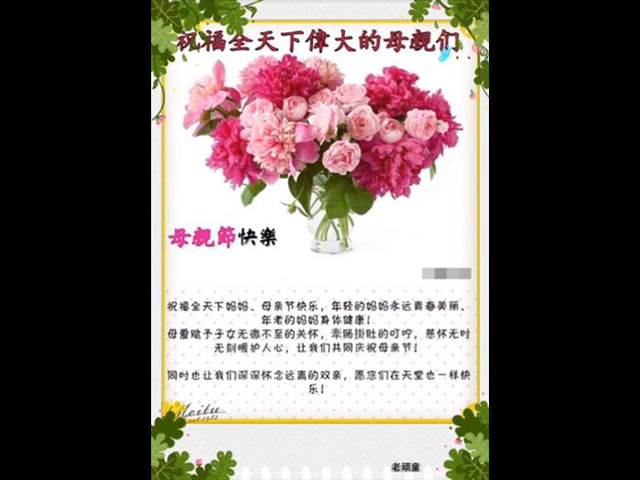 祝福全天下偉大的母親们
母親節快樂
祝福全天下妈妈、母亲节快乐，年轻的妈妈永远青春美丽、
年老的妈妈身体健康！
母爱赋予子女无微不至的关怀，牵肠掛肚的叮咛，慈怀无时
无刻暖护人心，让我们共同庆祝母亲节！
同时也让我们深深怀念远离的双亲，愿您们在天堂也一样快
乐！
Meitu
老顽童